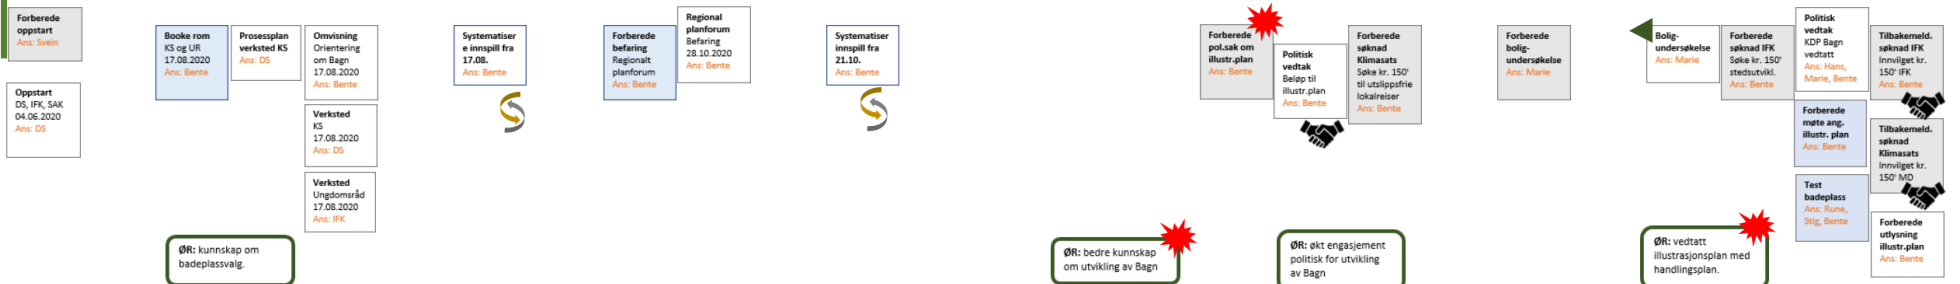 Forberede
oppstart
Ans: Svein
Oppstart
DS, IFK, SAK
04.06.2020
Ans: DS
Booke rom
KS og UR
17.08.2020
Ans: Bente
Prosessplan
verksted KS
Ans: DS
Omvisning
Orientering
om Bagn
17.08.2020
Ans: Bente
Verksted
KS
17.08.2020
Ans: DS
Verksted
Ungdomsråd
17.08.2020
Ans: IFK
ØR: kunnskap om
badeplassvalg.
Systematiser
e innspill fra
17.08.
Ans: Bente
Forberede
befaring
Regionalt
planforum
Ans: Bente
Regional
planforum
Befaring
28.10.2020
Ans: Bente
Systematiser
innspill fra
21.10.
Ans: Bente
ØR: bedre kunnskap
om utvikling av Bagn
Forberede
pol.sak om
illustr.plan
Ans: Bente
Politisk
vedtak
Beløp til
illustr.plan
Ans: Bente
Forberede
søknad
Klimasats
Søke kr. 150'
til utslippsfrie
lokalreiser
Ans: Bente
ØR: økt engasjement
politisk for utvikling
av Bagn
Forberede
bolig-
undersøkelse
Ans: Marie
Bolig-
undersøkelse
Ans: Marie
Forberede
søknad IFK
Søke kr. 150'
stedsutvikl.
Ans: Bente
Politisk
vedtak
KDP Bagn
vedtatt
Ans: Hans,
Marie, Bente
Forberede
møte ang.
illustr. plan
Ans: Bente
Test
badeplass
Ans: Rune,
Stig, Bente
Tilbakemeld.
søknad IFK
Innvilget kr.
150' IFK
Ans: Bente
Tilbakemeld.
søknad
Klimasats
Innvilget kr.
150' MD
Forberede
utlysning
illustr.plan
Ans: Bente
ØR: vedtatt
illustrasjonsplan med
handlingsplan.